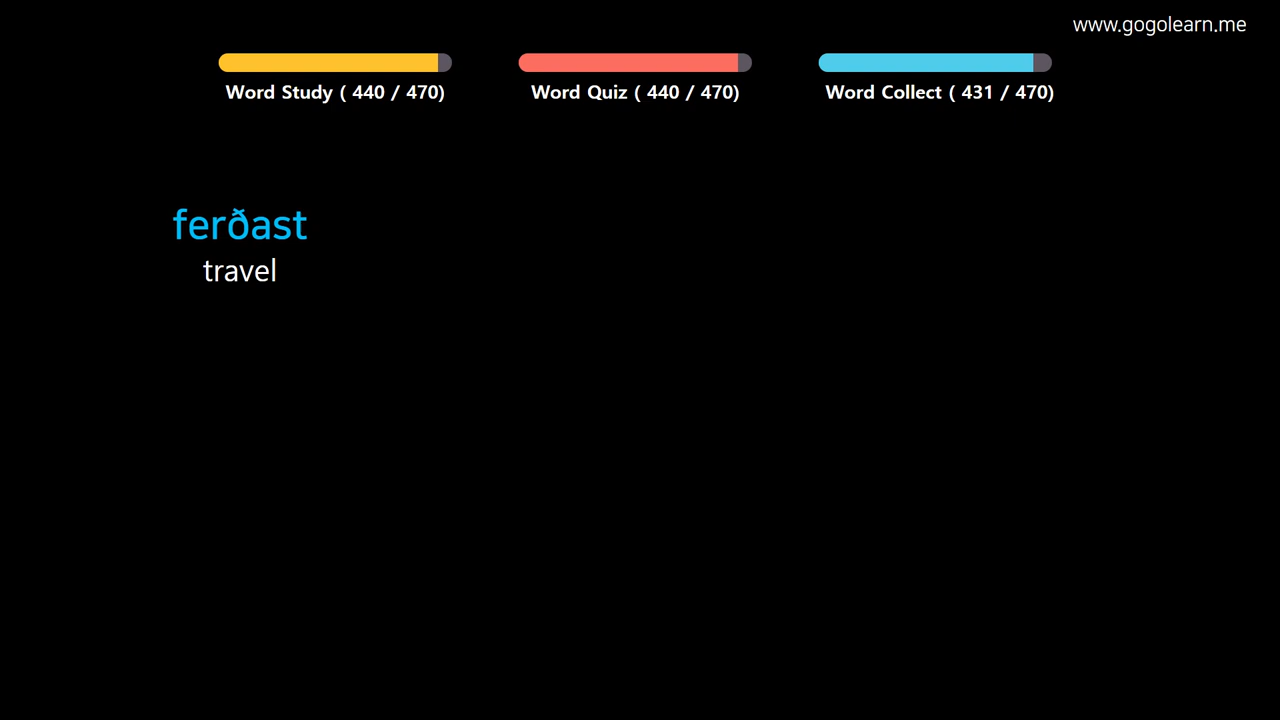 www.gogolearn.me
Word Study ( 440 / 470)
Word Quiz ( 440 / 470)
Word Collect ( 431 / 470)
ferðast
travel